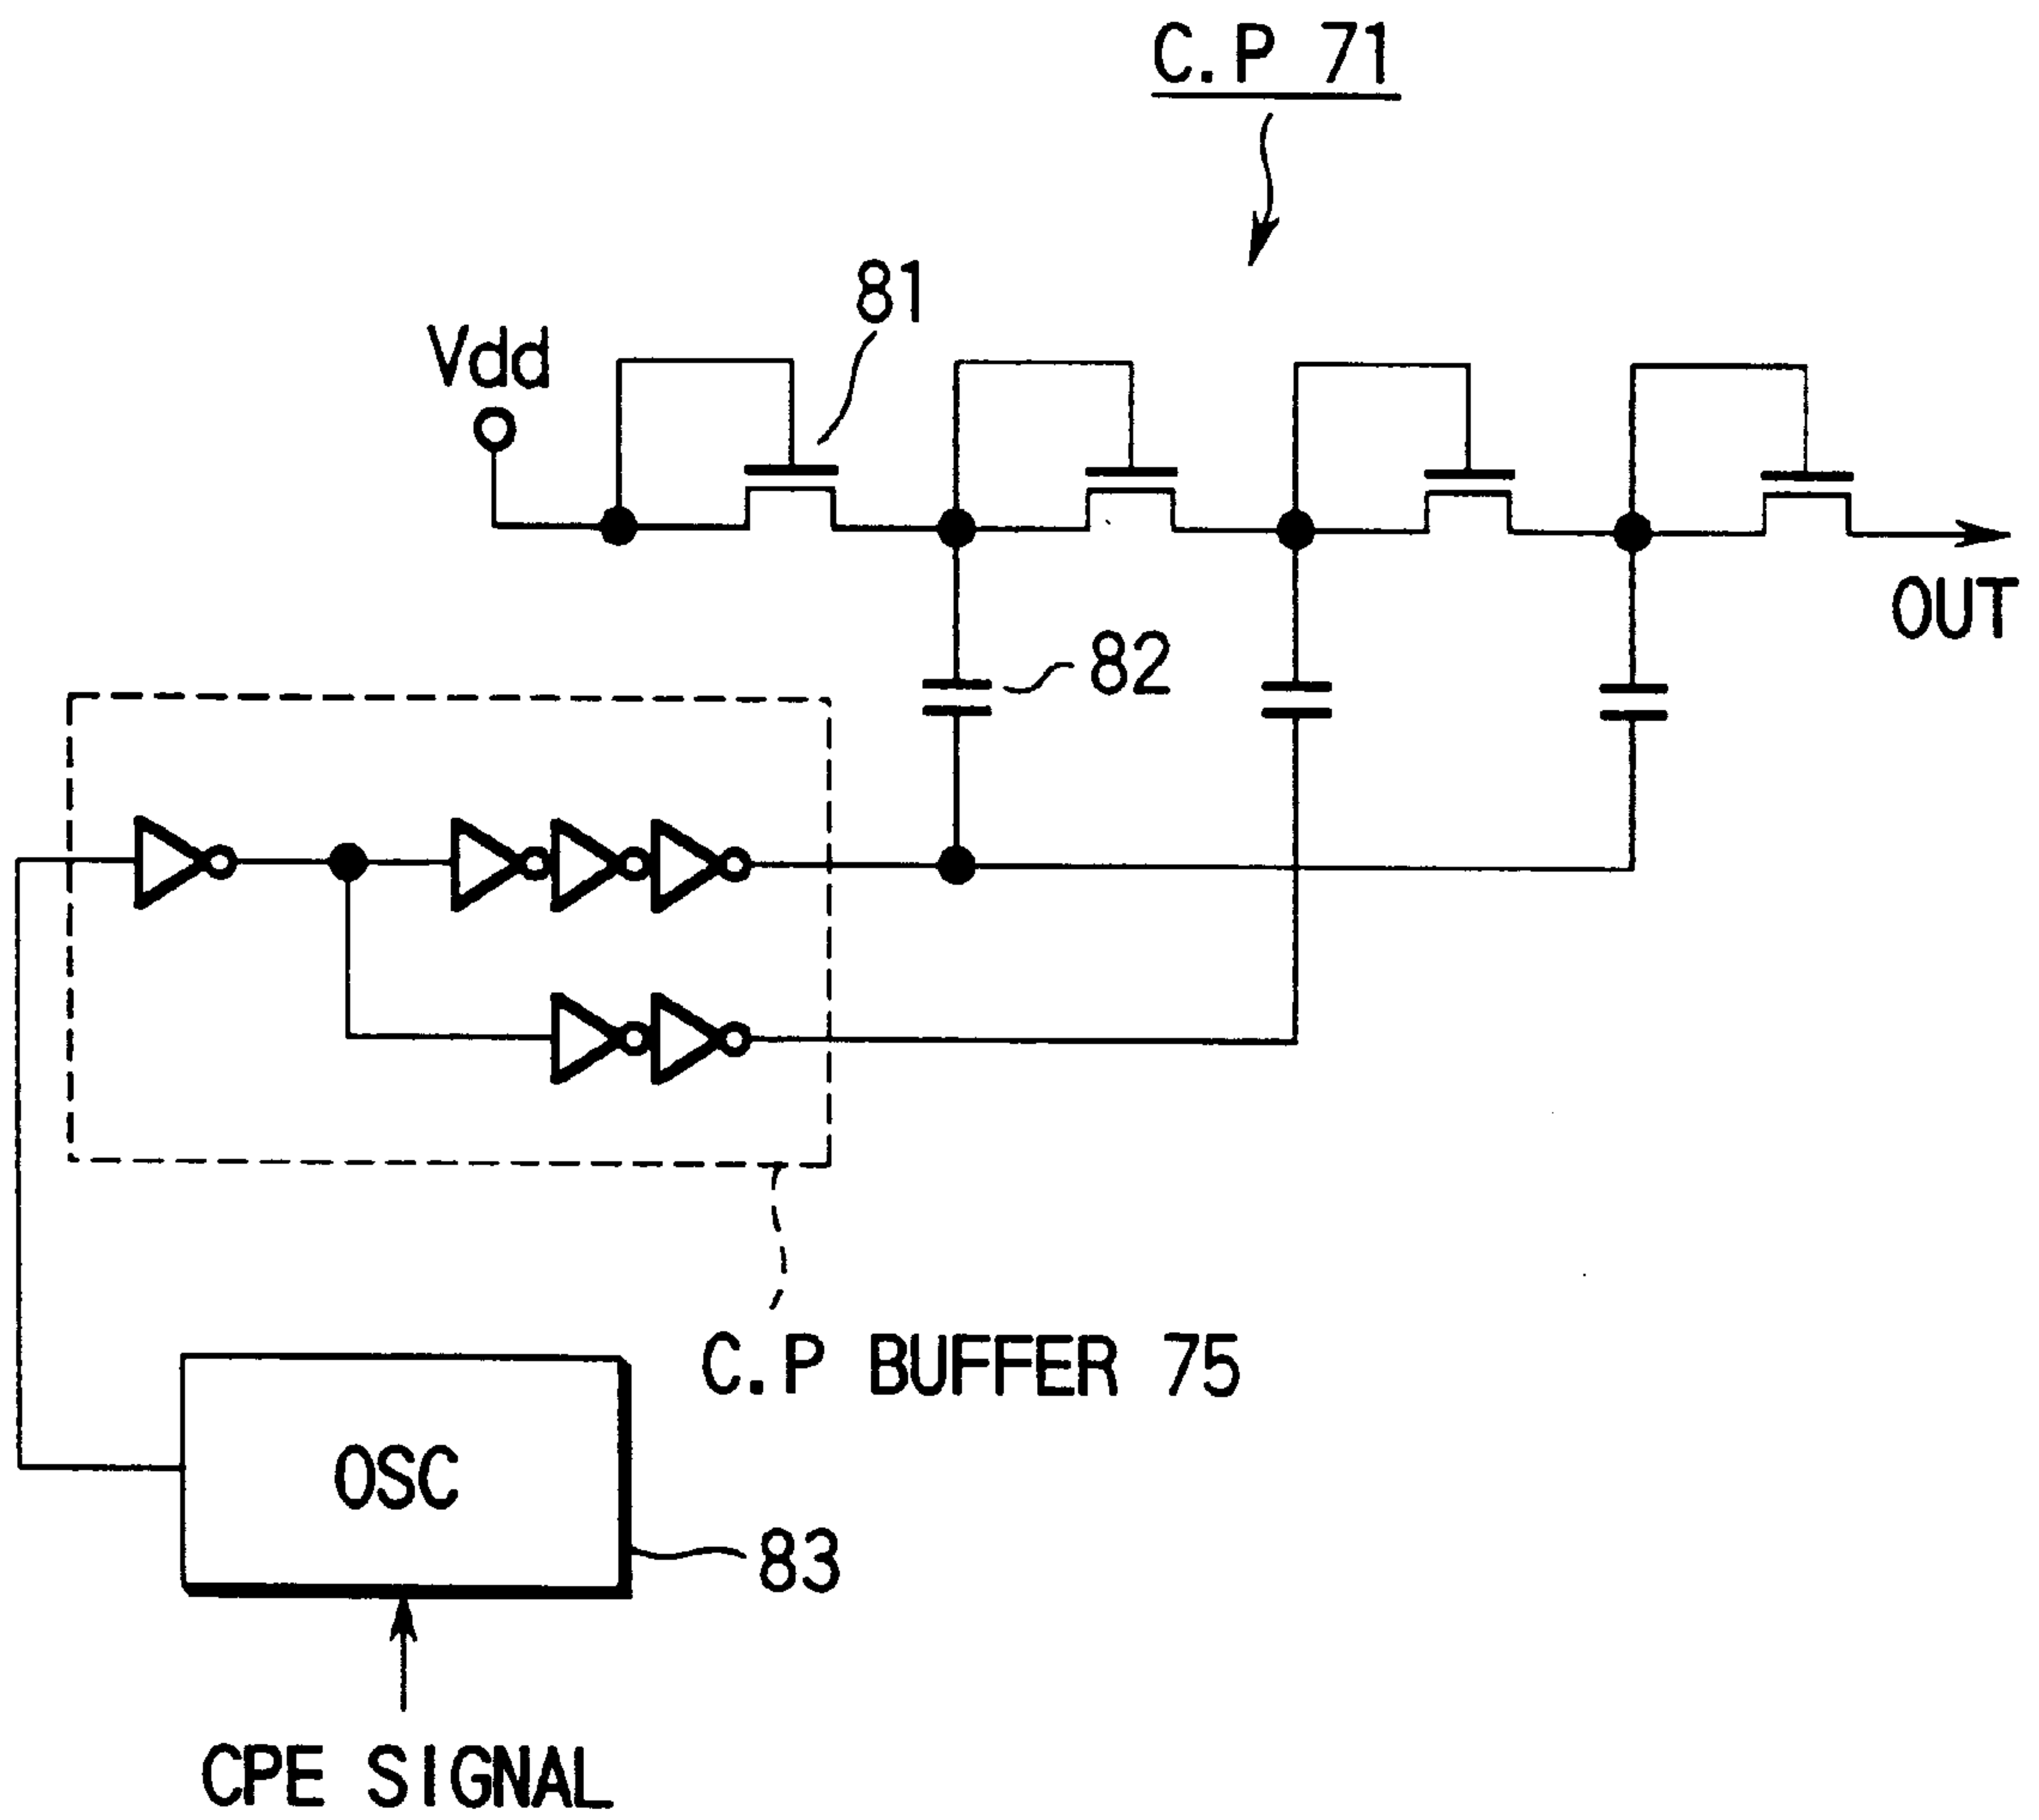 C.P 71
81
Vdd
OUT
82
C.P BUFFER 75
OSC
83
CPE SIGNAL